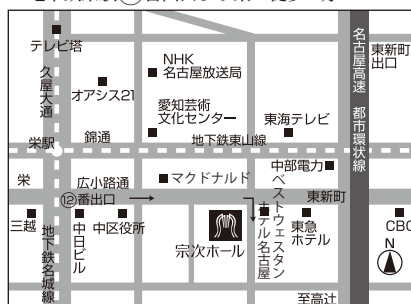 テレビ塔
久屋大通
オアシス21
NHK
名古屋放送局
愛知芸術
文化センター
東海テレビ
名古屋高速 都市環状線
東新町
出口
栄駅
錦通
地下鉄東山線
中部電力
マクドナルド
栄
広小路通
⑫番出口
東新町
三越
地下鉄名城線
中日ビル
中区役所
宗次ホール
ベストウェスタン
ホテル名古屋
東急
ホテル
CBC
N
至高辻